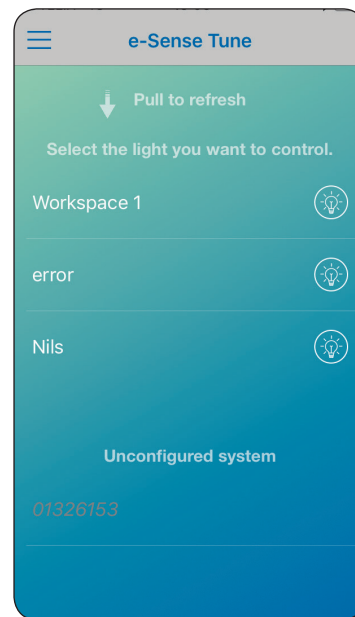 e-Sense Tune
Pull to refresh
Select the light you want to control.
Workspace 1
error
Nils
Unconfigured system
01326153